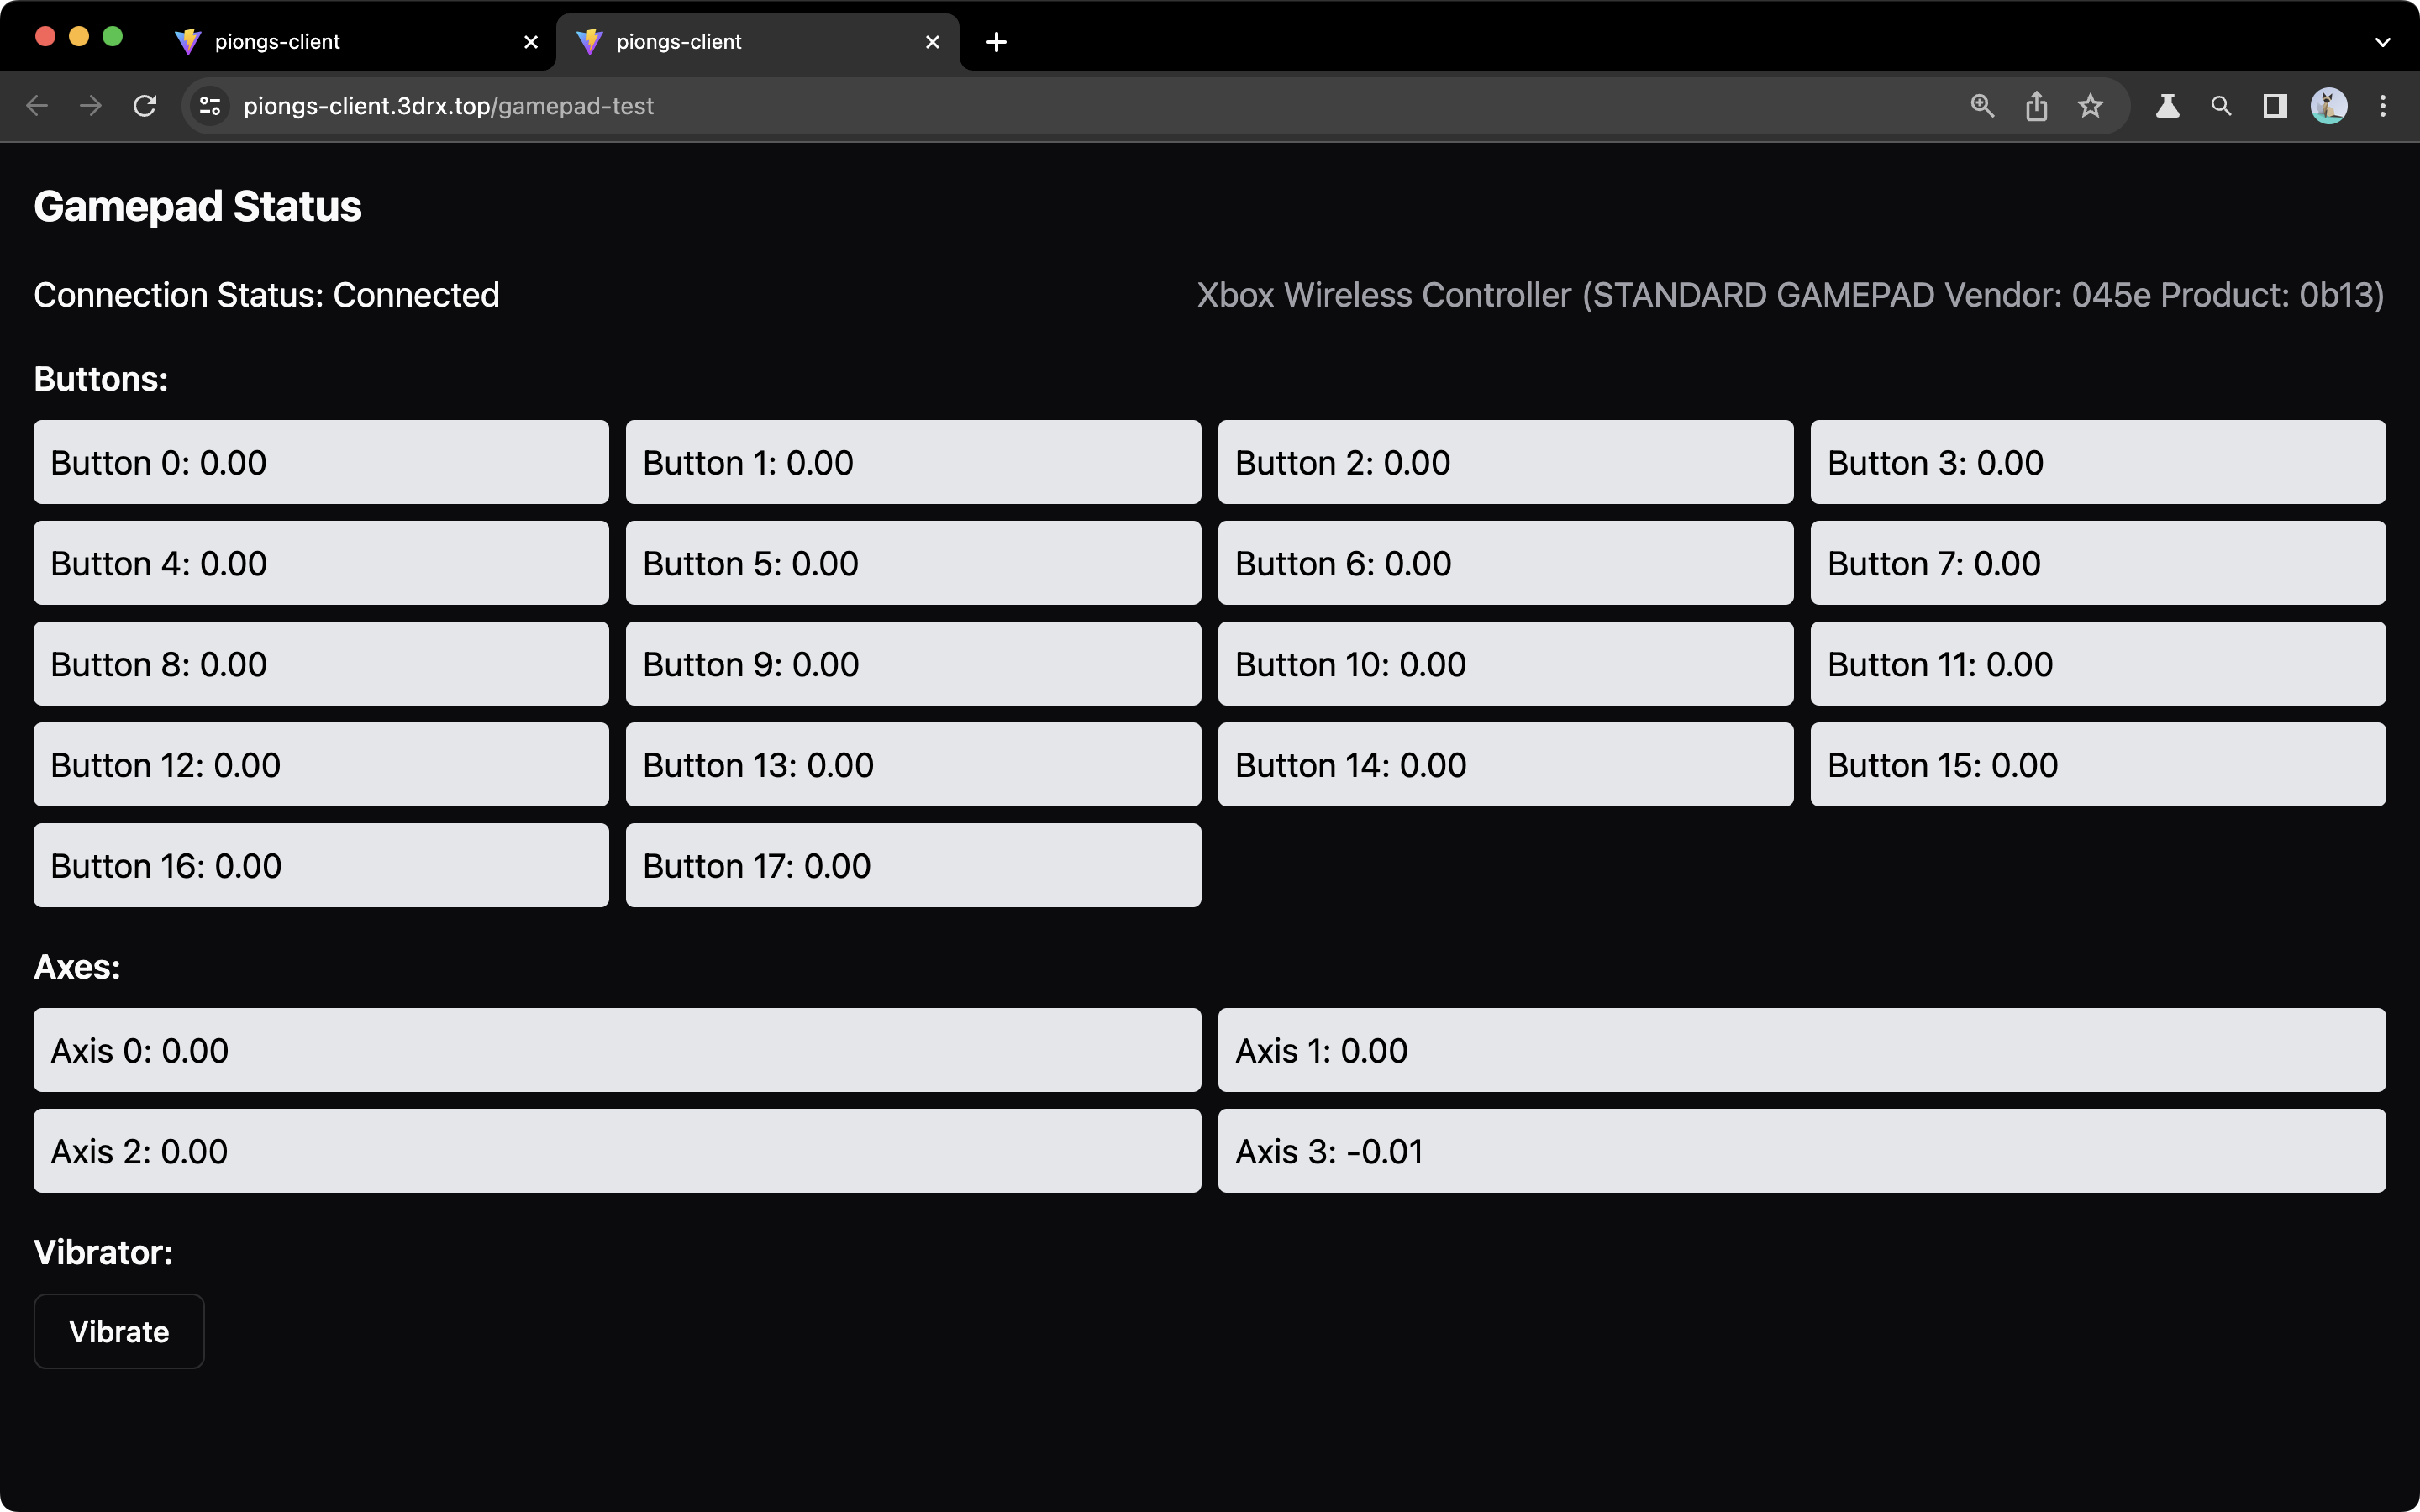 piongs-client
piongs-client
piongs-client.3drx.top/gamepad-test
Gamepad Status
Connection Status: Connected
Xbox Wireless Controller (STANDARD GAMEPAD Vendor: 045e Product: 0b13)
Buttons:
Button 0: 0.00
Button 1: 0.00
Button 2: 0.00
Button 3: 0.00
Button 4: 0.00
Button 5: 0.00
Button 6: 0.00
Button 7: 0.00
Button 8: 0.00
Button 9: 0.00
Button 10: 0.00
Button 11: 0.00
Button 12: 0.00
Button 13: 0.00
Button 14: 0.00
Button 15: 0.00
Button 16: 0.00
Button 17: 0.00
Axes:
Axis 0: 0.00
Axis 1: 0.00
Axis 2: 0.00
Axis 3: -0.01
Vibrator:
Vibrate